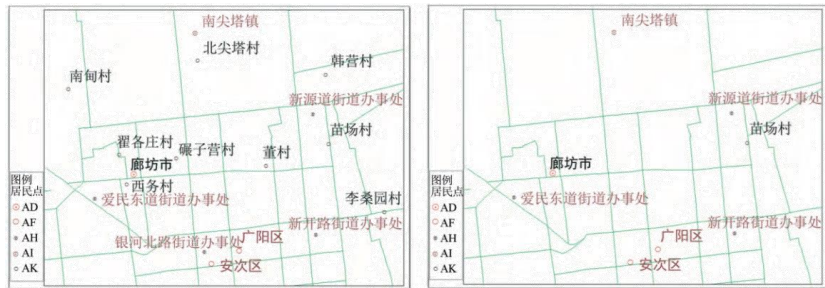 南尖塔镇
北尖塔村
韩营村
南甸村
新源道街道办事处
苗场村
翟各庄村
碾子营村
董村
廊坊市
西务村
爱民东道街道办事处
李桑园村
新开路街道办事处
银河北路街道办事处
广阳区
安次区
图例
居民点
AD
AF
AH
AI
AK
南尖塔镇
新源道街道办事处
苗场村
廊坊市
爱民东道街道办事处
新开路街道办事处
广阳区
安次区
图例
居民点
AD
AF
AH
AI
AK